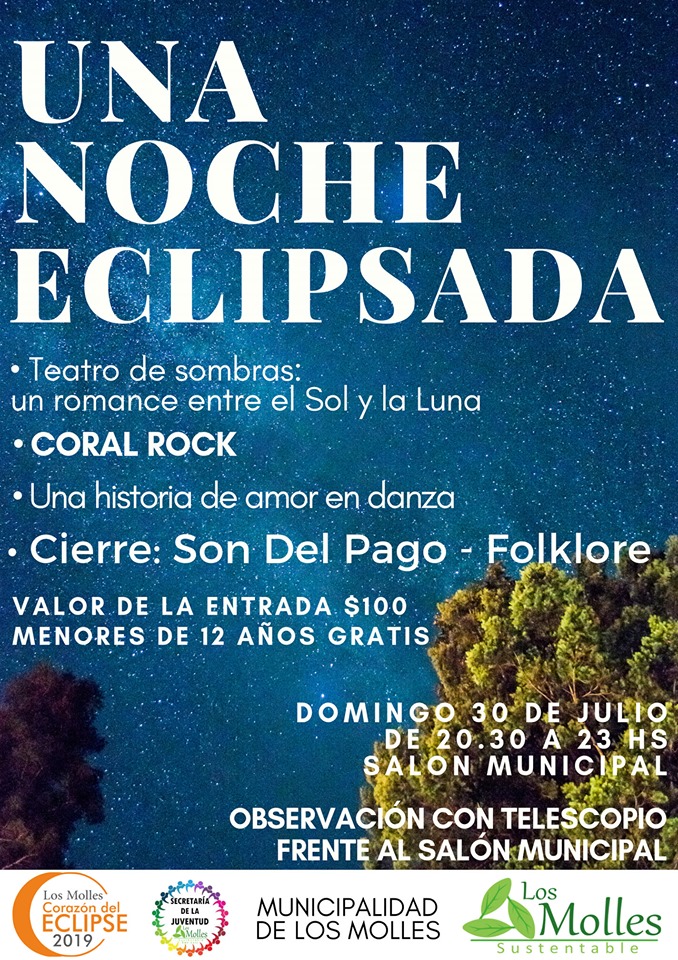 UNA
NOCHE
ECLIPSADA
• Teatro de sombras:
un romance entre el Sol y la Luna
• CORAL ROCK
• Una historia de amor en danza
• Cierre: Son Del Pago - Folklore
VALOR DE LA ENTRADA $100
MENORES DE 12 AÑOS GRATIS
DOMINGO 30 DE JULIO
DE 20.30 A 23 HS
SALON MUNICIPAL
OBSERVACIÓN CON TELESCOPIO
FRENTE AL SALÓN MUNICIPAL
Los Molles
Corazón del
ECLIPSE
2019
SECRETARÍA
DE LA
JUVENTUD
Los Molles
MUNICIPALIDAD
DE LOS MOLLES
Los
Molles
Sustentable